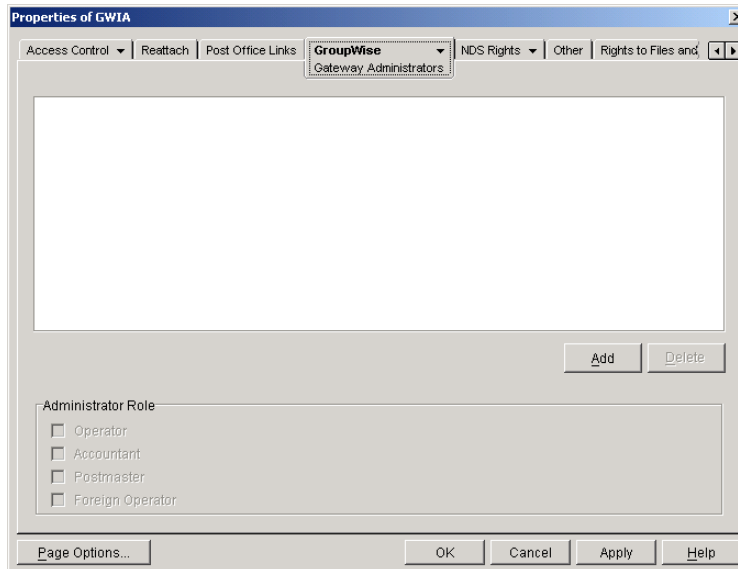 Properties of GWIA
Access Control Reattach Post Office Links GroupWise NDS Rights Other Rights to Files and
Gateway Administrators
Add Delete
Administrator Role
Operator
Accountant
Postmaster
Foreign Operator
Page Options... OK Cancel Apply Help